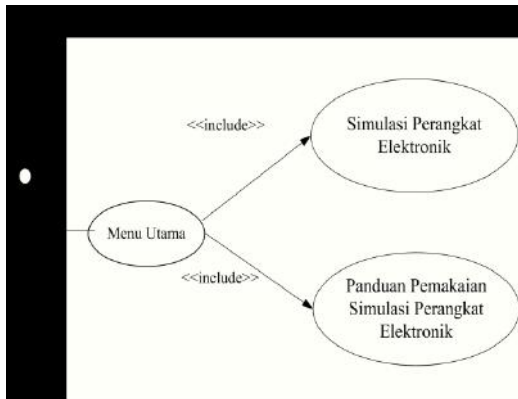 <<include>>
Simulasi Perangkat
Elektronik
Menu Utama
<<include>>
Panduan Pemakaian
Simulasi Perangkat
Elektronik